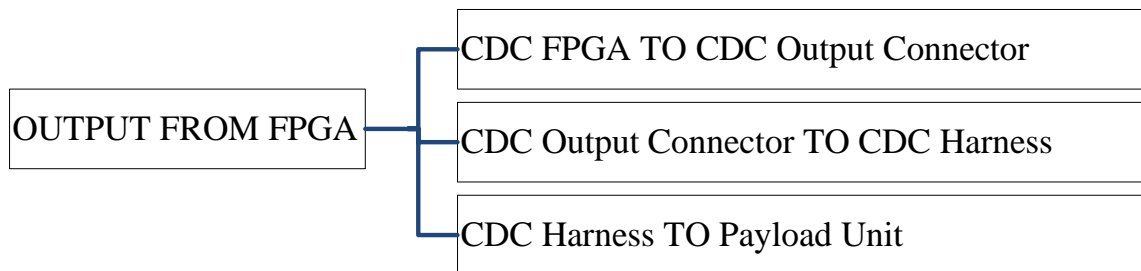 CDC FPGA TO CDC Output Connector
OUTPUT FROM FPGA
CDC Output Connector TO CDC Harness
CDC Harness TO Payload Unit